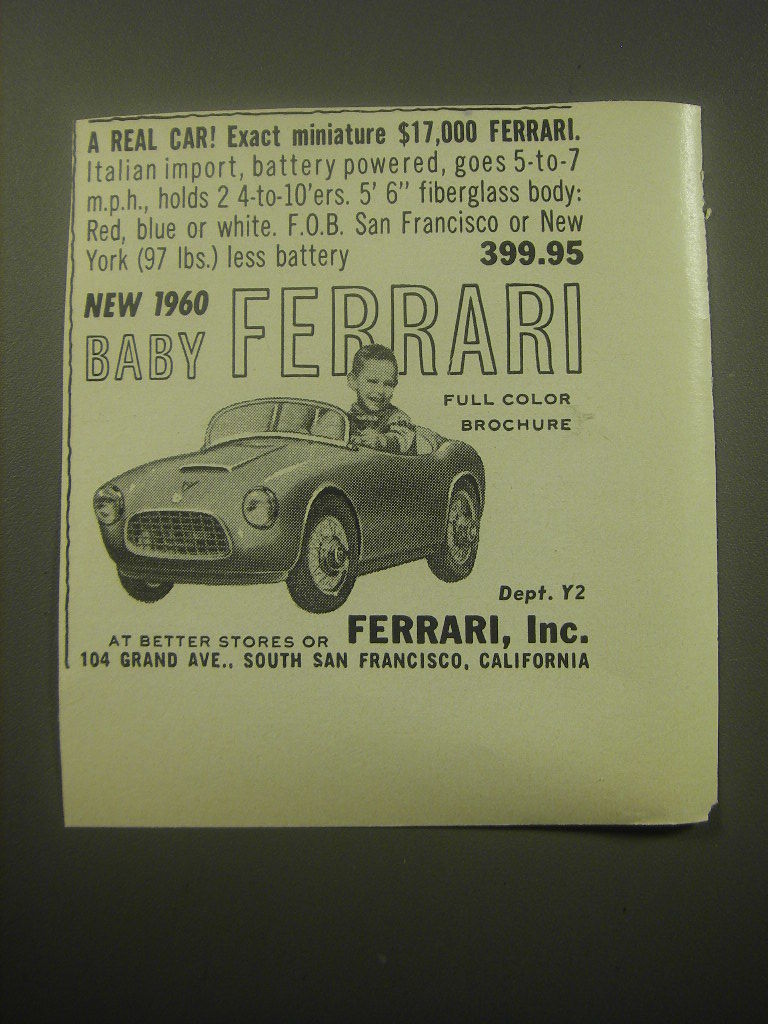 A REAL CAR! Exact miniature $17,000 FERRARI.
Italian import, battery powered, goes 5-to-7
m.p.h., holds 2 4-to-10'ers. 5' 6" fiberglass body:
Red, blue or white. F.O.B. San Francisco or New
York (97 lbs.) less battery 399.95
NEW 1960
BABY FERRARI
FULL COLOR
BROCHURE
Dept. Y2
AT BETTER STORES OR FERRARI, Inc.
104 GRAND AVE., SOUTH SAN FRANCISCO, CALIFORNIA